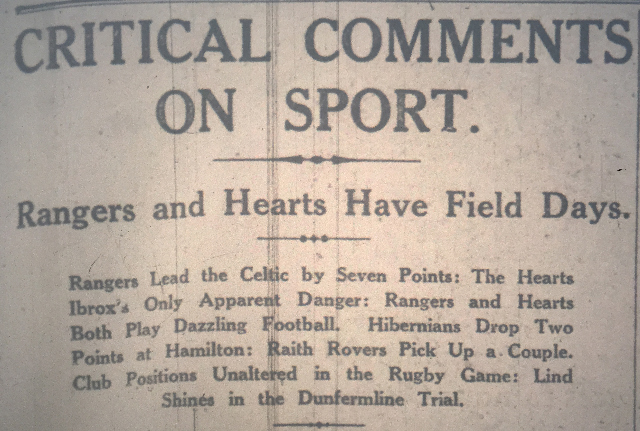 CRITICAL COMMENTS
ON SPORT.
Rangers and Hearts Have Field Days.
Rangers Lead the Celtic by Seven Points: The Hearts
Ibrox's Only Apparent Danger: Rangers and Hearts
Both Play Dazzling Football. Hibernians Drop Two
Points at Hamilton: Raith Rovers Pick Up a Couple.
Club Positions Unaltered in the Rugby Game: Lind
Shines in the Dunfermline Trial.